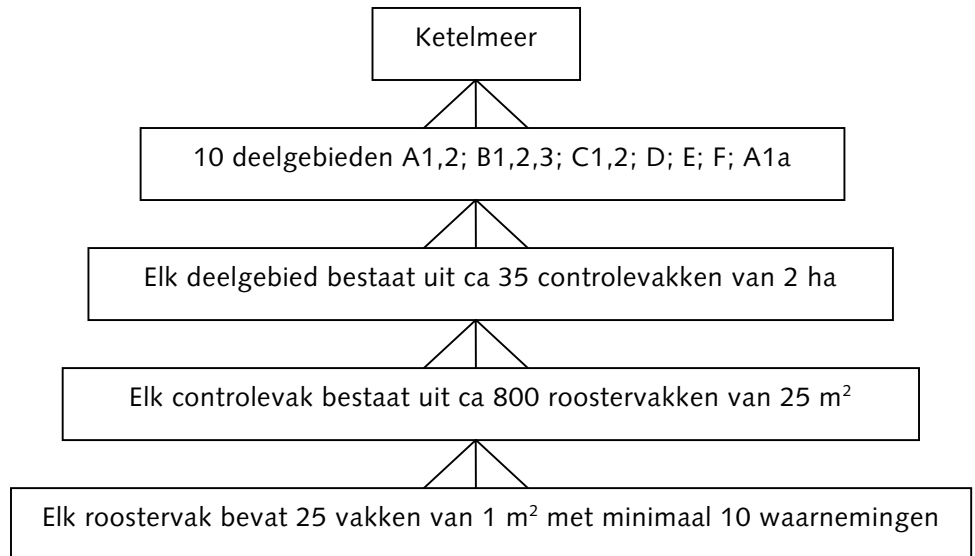 Ketelmeer
10 deelgebieden A1,2; B1,2,3; C1,2; D; E; F; A1a
Elk deelgebied bestaat uit ca 35 controlevakken van 2 ha
Elk controlevak bestaat uit ca 800 roostervakken van 25 m²
Elk roostervak bevat 25 vakken van 1 m² met minimaal 10 waarnemingen